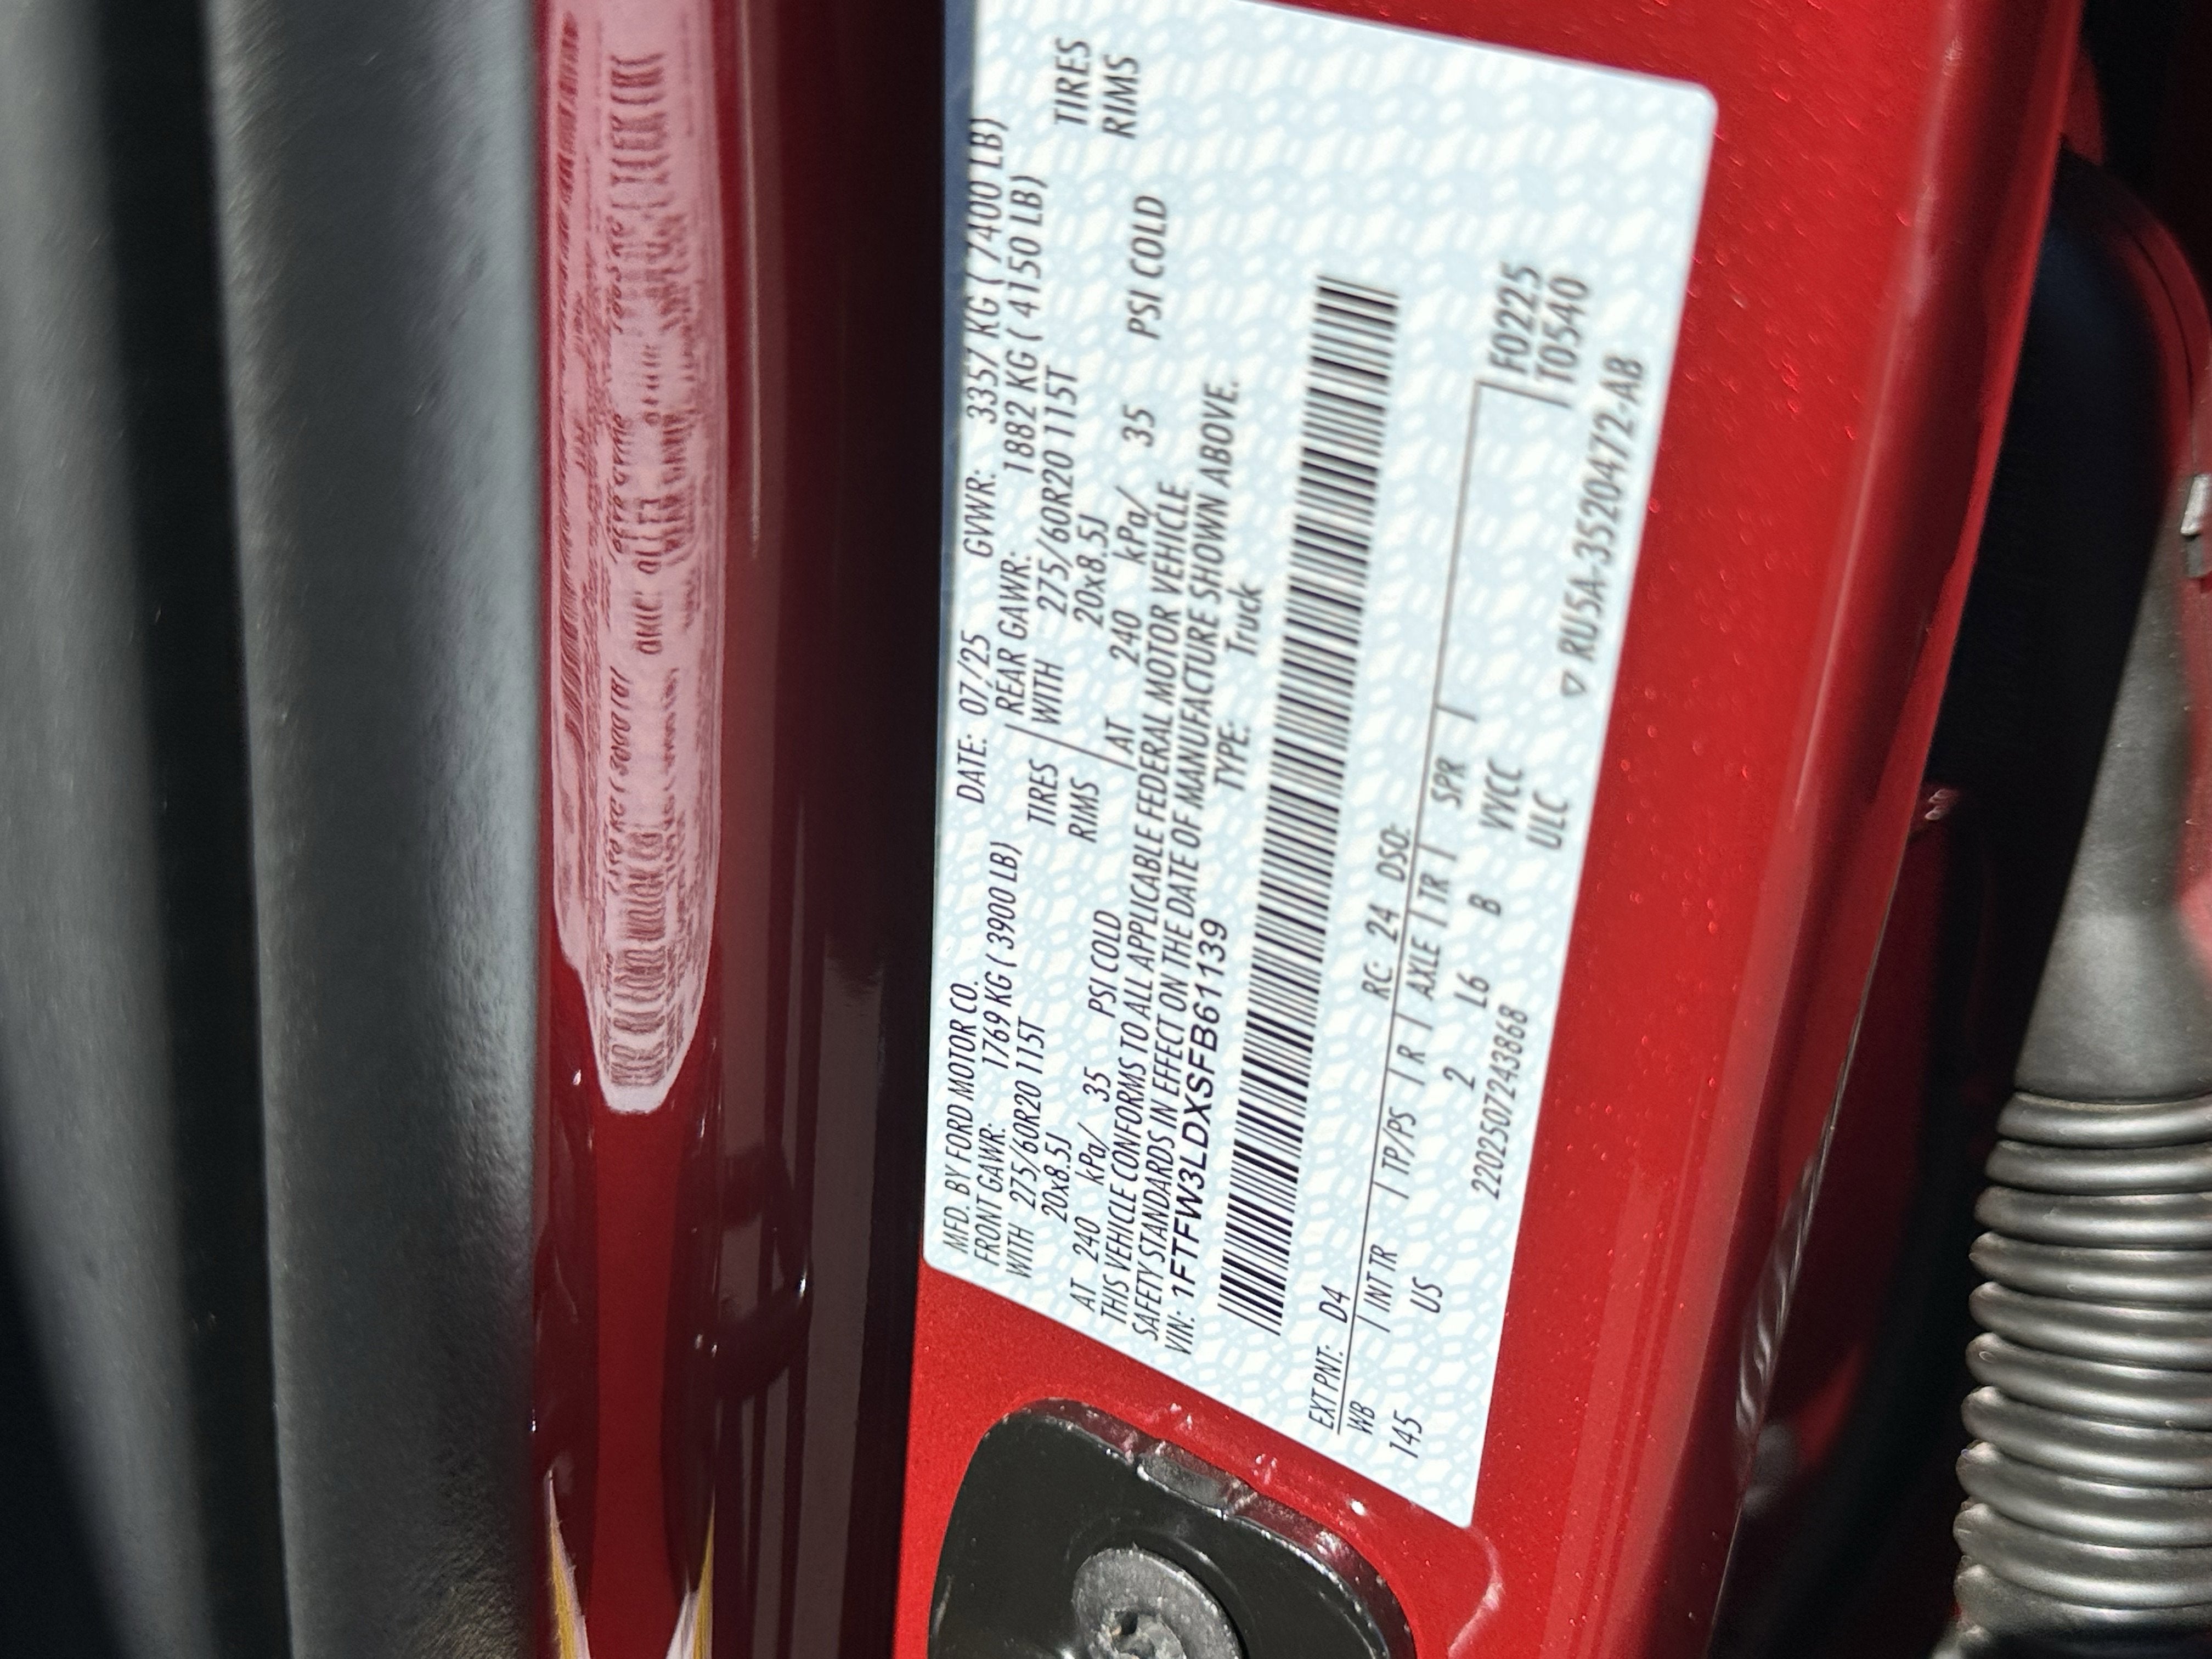 MFD. BY FORD MOTOR CO. DATE: 07/25 GVWR: 3357 KG ( 7400 LB)
FRONT GAWR: 1769 KG ( 3900 LB) REAR GAWR: 1882 KG ( 4150 LB)
WITH 275/60R20 115T TIRES WITH 275/60R20 115T TIRES
20x8.5J RIMS 20x8.5J RIMS
AT 240 kPa/ 35 PSI COLD AT 240 kPa/ 35 PSI COLD
THIS VEHICLE CONFORMS TO ALL APPLICABLE FEDERAL MOTOR VEHICLE
SAFETY STANDARDS IN EFFECT ON THE DATE OF MANUFACTURE SHOWN ABOVE.
VIN: 1FTFW3LDXSFB61139 TYPE: Truck
EXT PNT: D4 RC: 24 DSO:
WB | INT TR | TP/PS | R | AXLE | TR | SPR |
145 US 2 L6 B VVCC F0225
2202507243868 ULC T0540
▽ RU5A-3520472-AB